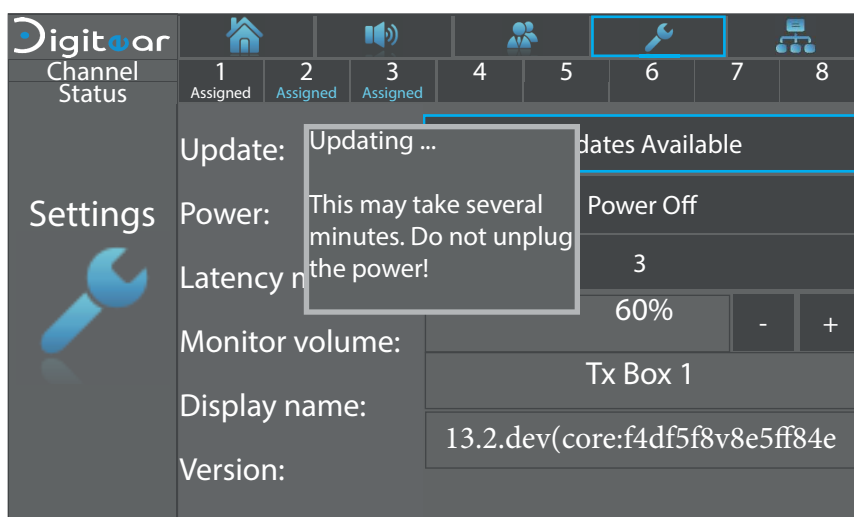 Digitear
Channel Status
1 2 3 4 5 6 7 8
Assigned Assigned Assigned
Settings
Update:
dates Available
Power:
Power Off
Latency
3
Monitor volume:
60% - +
Display name:
Tx Box 1
Version:
13.2.dev(core:f4df5f8v8e5ff84e
Updating ...
This may take several
minutes. Do not unplug
the power!